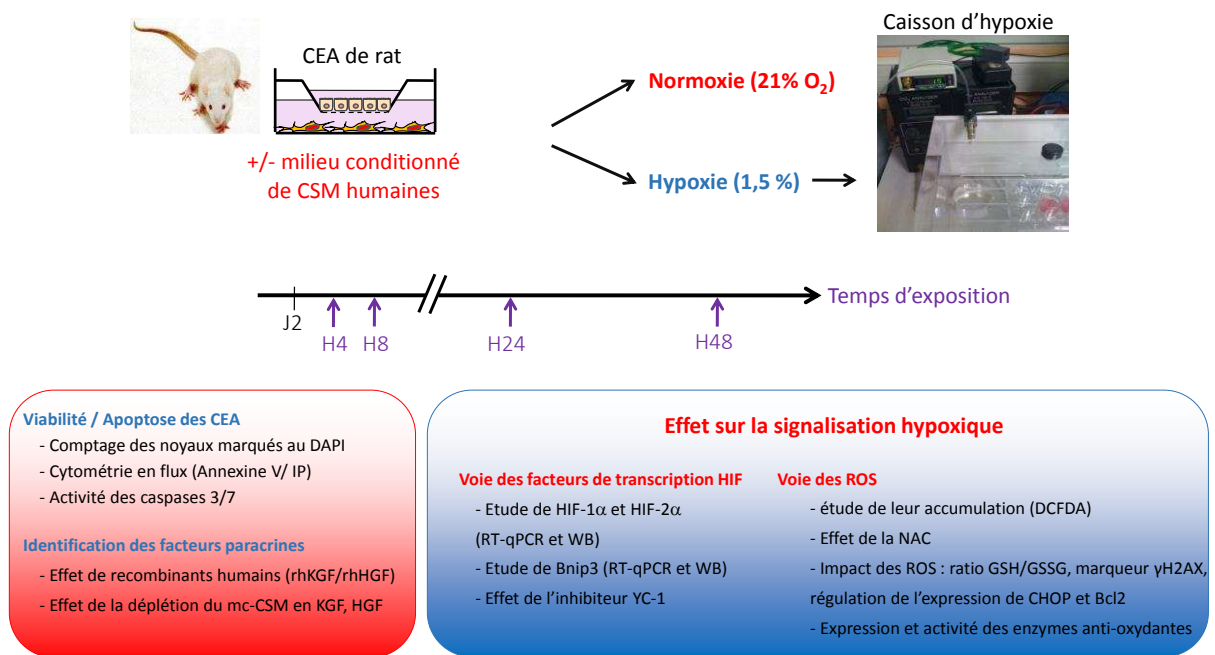 Caisson d'hypoxie
CEA de rat
Normoxie (21% O₂)
+/- milieu conditionné
de CSM humaines
Hypoxie (1,5 %)
Temps d'exposition
J2
H4
H8
H24
H48
Viabilité / Apoptose des CEA
- Comptage des noyaux marqués au DAPI
- Cytométrie en flux (Annexine V/ IP)
- Activité des caspases 3/7
Identification des facteurs paracrines
- Effet de recombinants humains (rhKGF/rhHGF)
- Effet de la déplétion du mc-CSM en KGF, HGF
Effet sur la signalisation hypoxique
Voie des facteurs de transcription HIF
- Etude de HIF-1α et HIF-2α
(RT-qPCR et WB)
- Etude de Bnip3 (RT-qPCR et WB)
- Effet de l'inhibiteur YC-1
Voie des ROS
- étude de leur accumulation (DCFDA)
- Effet de la NAC
- Impact des ROS : ratio GSH/GSSG, marqueur γH2AX,
régulation de l'expression de CHOP et Bcl2
- Expression et activité des enzymes anti-oxydantes